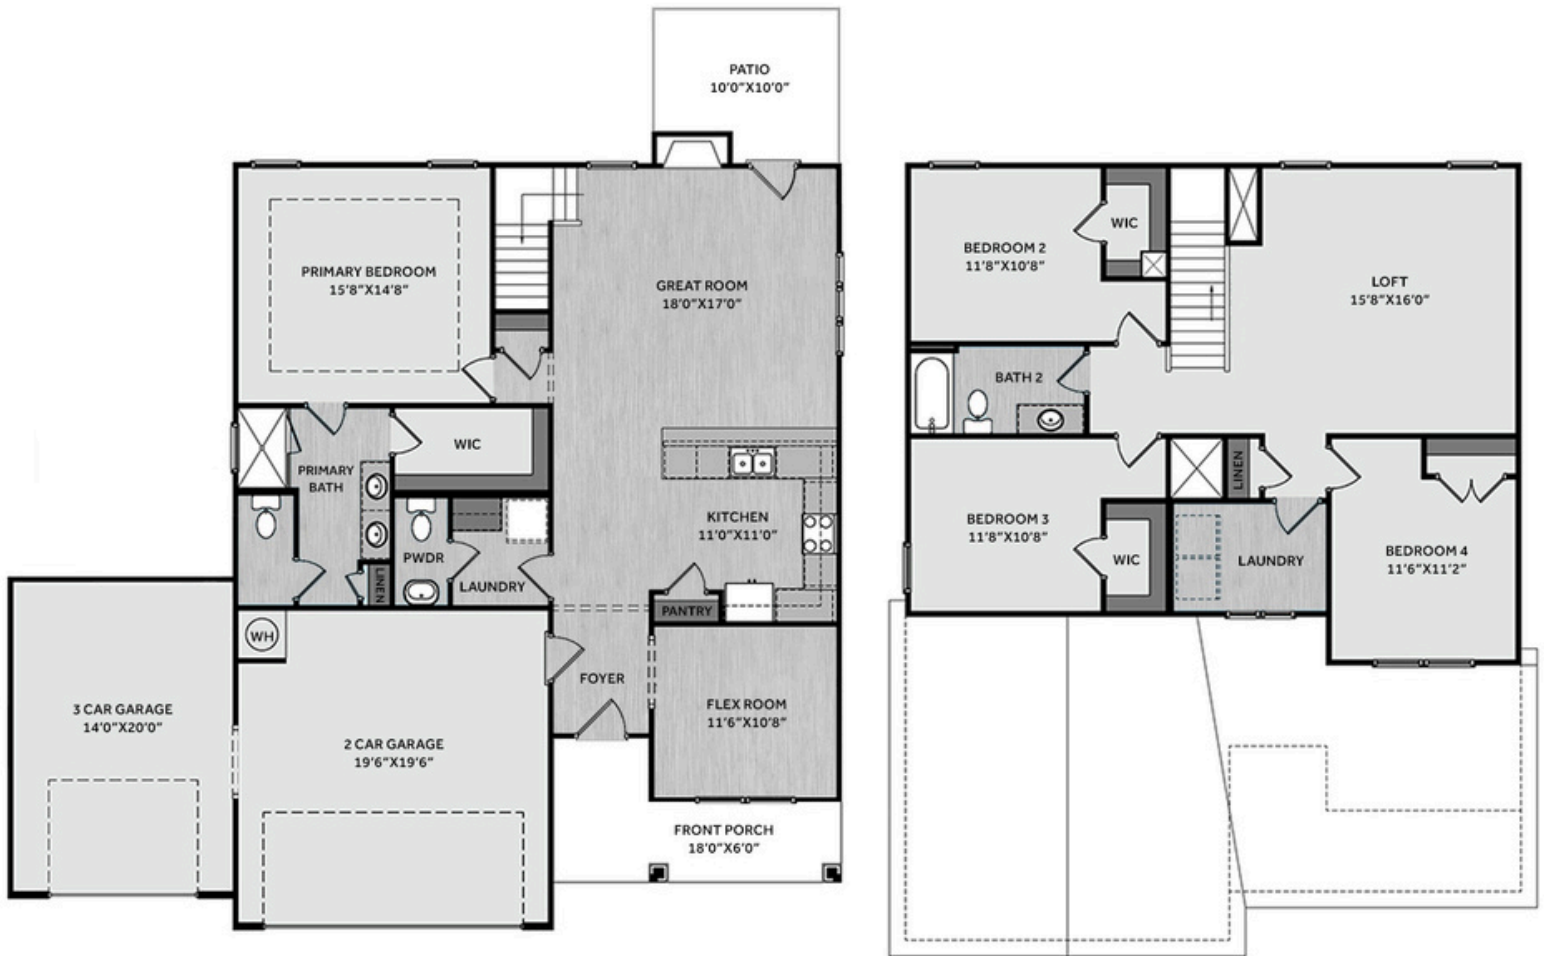 PATIO
10'0"X10'0"
PRIMARY BEDROOM
15'8"X14'8"
GREAT ROOM
18'0"X17'0"
WIC
PRIMARY
BATH
KITCHEN
11'0"X11'0"
PWDR
LAUNDRY
LINEN
PANTRY
WH
FOYER
3 CAR GARAGE
14'0"X20'0"
2 CAR GARAGE
19'6"X19'6"
FLEX ROOM
11'6"X10'8"
FRONT PORCH
18'0"X6'0"
BEDROOM 2
11'8"X10'8"
WIC
LOFT
15'8"X16'0"
BATH 2
LINEN
BEDROOM 3
11'8"X10'8"
WIC
LAUNDRY
BEDROOM 4
11'6"X11'2"